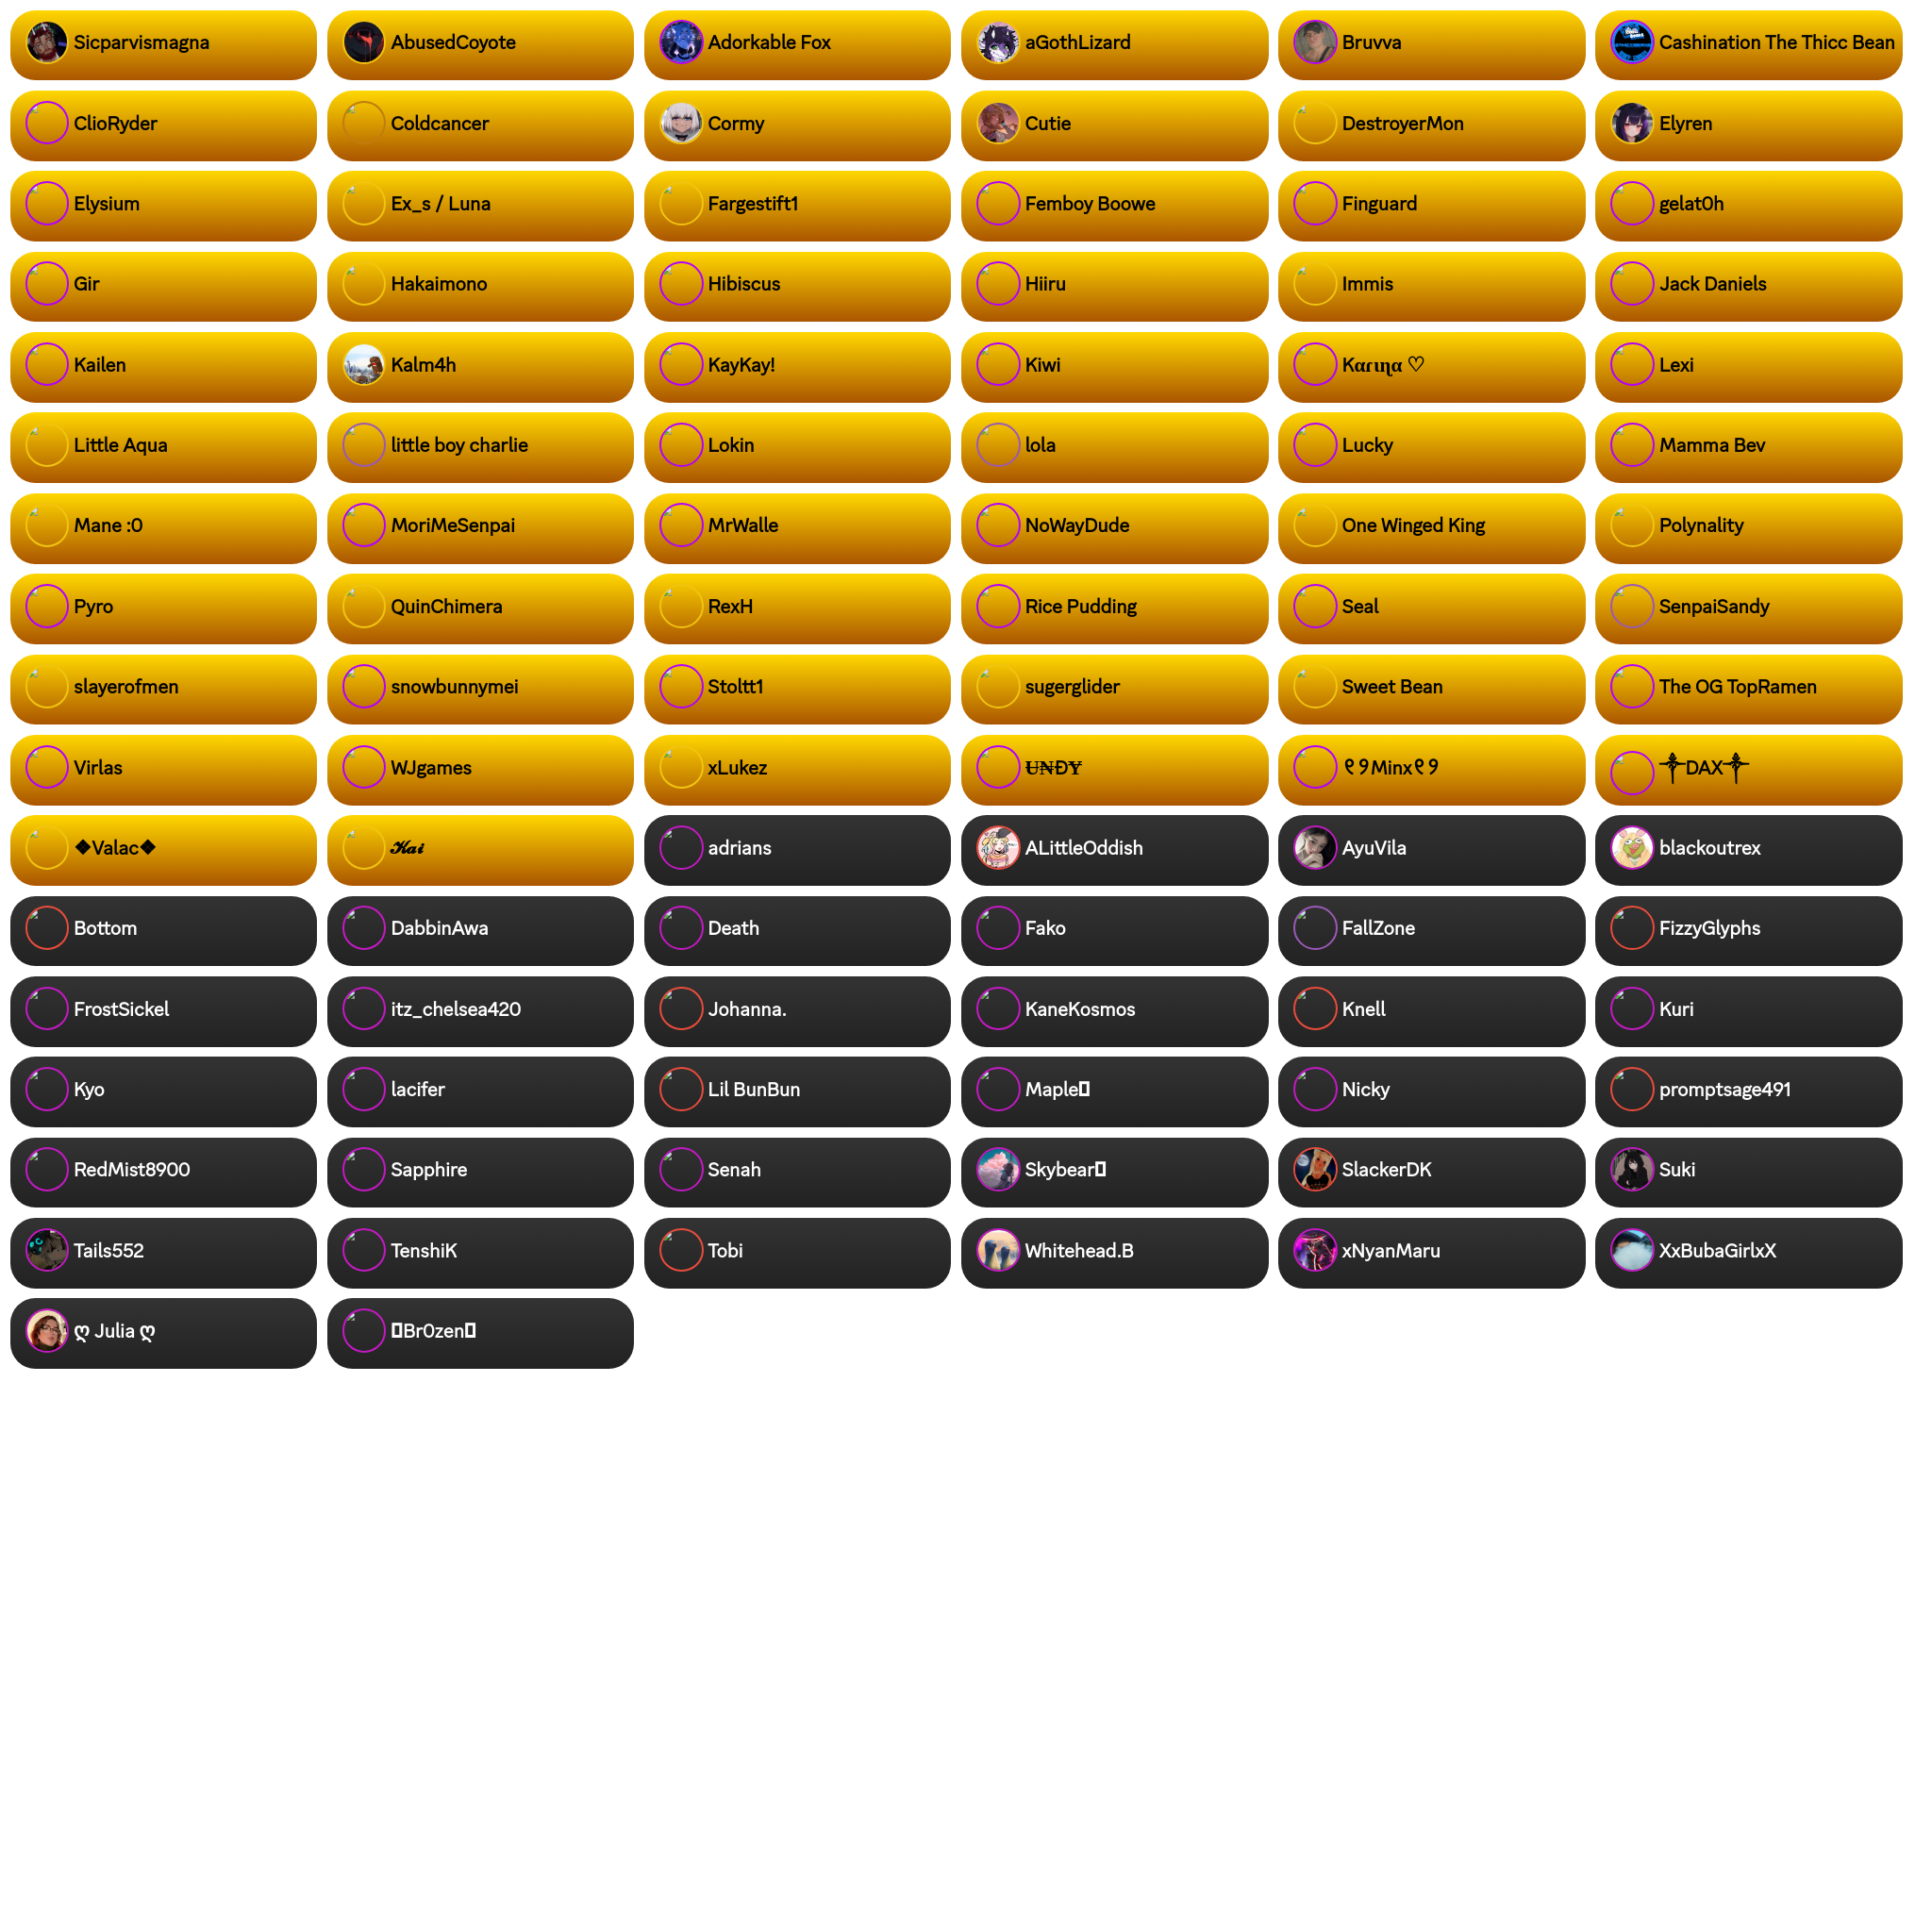 Sicparvismagna AbusedCoyote Adorkable Fox aGothLizard Bruvva Cashination The Thicc Bean
ClioRyder Coldcancer Cormy Cutie DestroyerMon Elyren
Elysium Ex_s / Luna Fargestift1 Femboy Boowe Finguard gelat0h
Gir Hakaimono Hibiscus Hiiru Immis Jack Daniels
Kailen Kalm4h KayKay! Kiwi Kαɾιɳα ♡ Lexi
Little Aqua little boy charlie Lokin lola Lucky Mamma Bev
Mane :0 MoriMeSenpai MrWalle NoWayDude One Winged King Polynality
Pyro QuinChimera RexH Rice Pudding Seal SenpaiSandy
slayerofmen snowbunnymei Stoltt1 sugerglider Sweet Bean The OG TopRamen
Virlas WJgames xLukez U̶N̶D̶Y̶ ୧୨Minx୧୨ ༒DAX༒
❖Valac❖ 𝓚𝓪𝓲 adrians ALittleOddish AyuVila blackoutrex
Bottom DabbinAwa Death Fako FallZone FizzyGlyphs
FrostSickel itz_chelsea420 Johanna. KaneKosmos Knell Kuri
Kyo lacifer Lil BunBun Maple Nicky promptsage491
RedMist8900 Sapphire Senah Skybear SlackerDK Suki
Tails552 TenshiK Tobi Whitehead.B xNyanMaru XxBubaGirlxX
ღ Julia ღ Br0zen